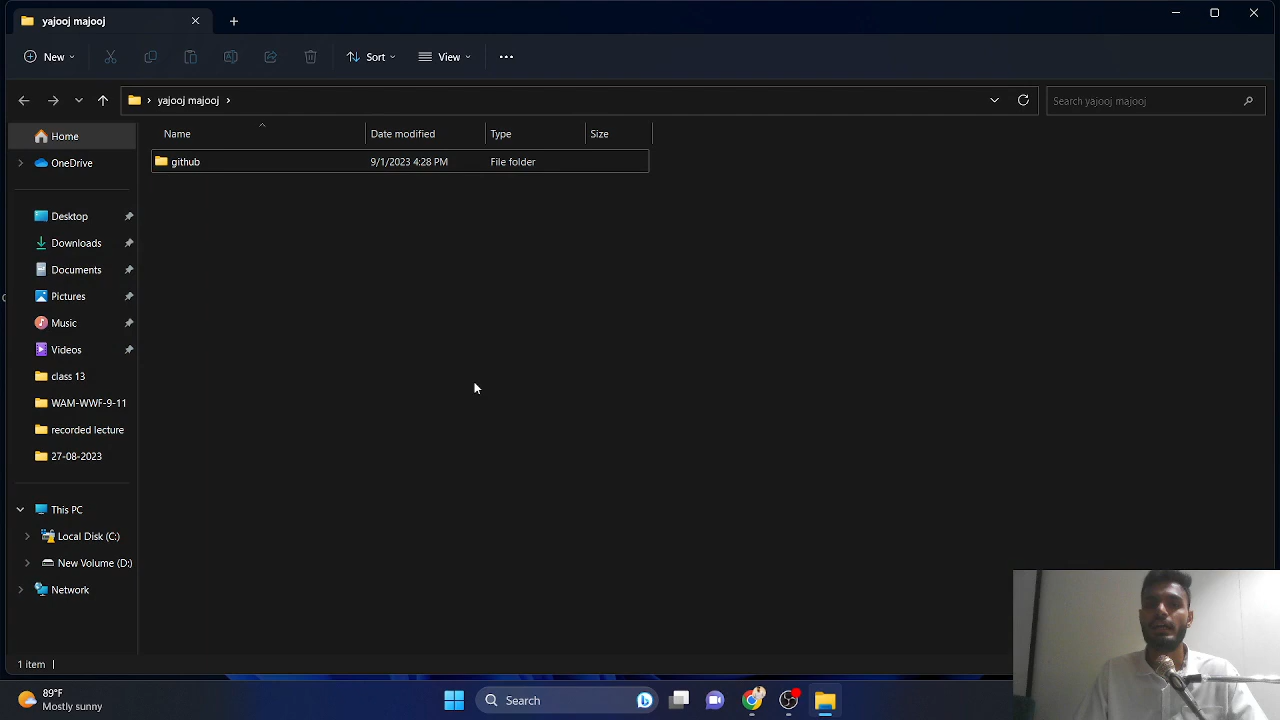 yajooj majooj
New
Sort
View
yajooj majooj
Search yajooj majooj
Home
OneDrive
Desktop
Downloads
Documents
Pictures
Music
Videos
class 13
WAM-WWF-9-11
recorded lecture
27-08-2023
This PC
Local Disk (C:)
New Volume (D:)
Network
Name Date modified Type Size
github 9/1/2023 4:28 PM File folder
1 item
89°F
Mostly sunny
Search